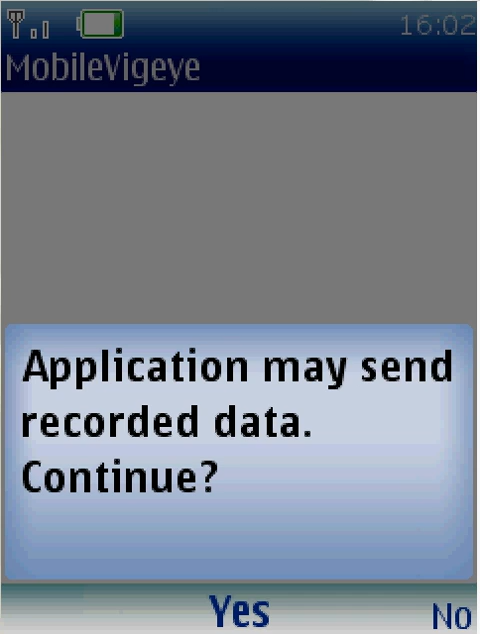 16:02
MobileVigeye
Application may send
recorded data.
Continue?
Yes
No